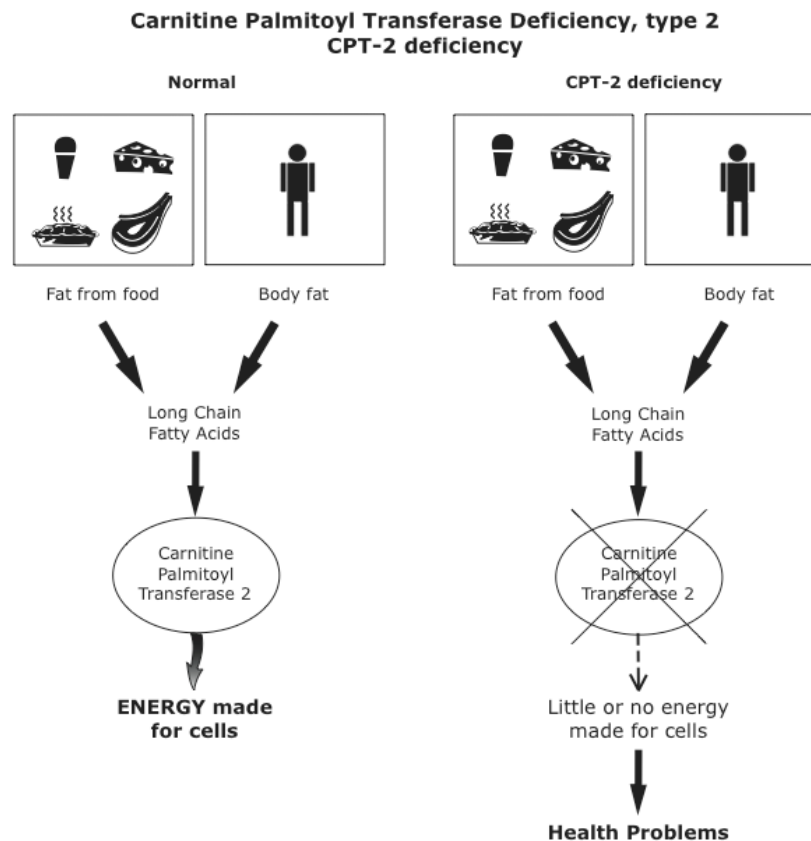 Carnitine Palmitoyl Transferase Deficiency, type 2
CPT-2 deficiency
Normal
CPT-2 deficiency
Fat from food
Body fat
Fat from food
Body fat
Long Chain
Fatty Acids
Long Chain
Fatty Acids
Carnitine
Palmitoyl
Transferase 2
Carnitine
Palmitoyl
Transferase 2
ENERGY made
for cells
Little or no energy
made for cells
Health Problems